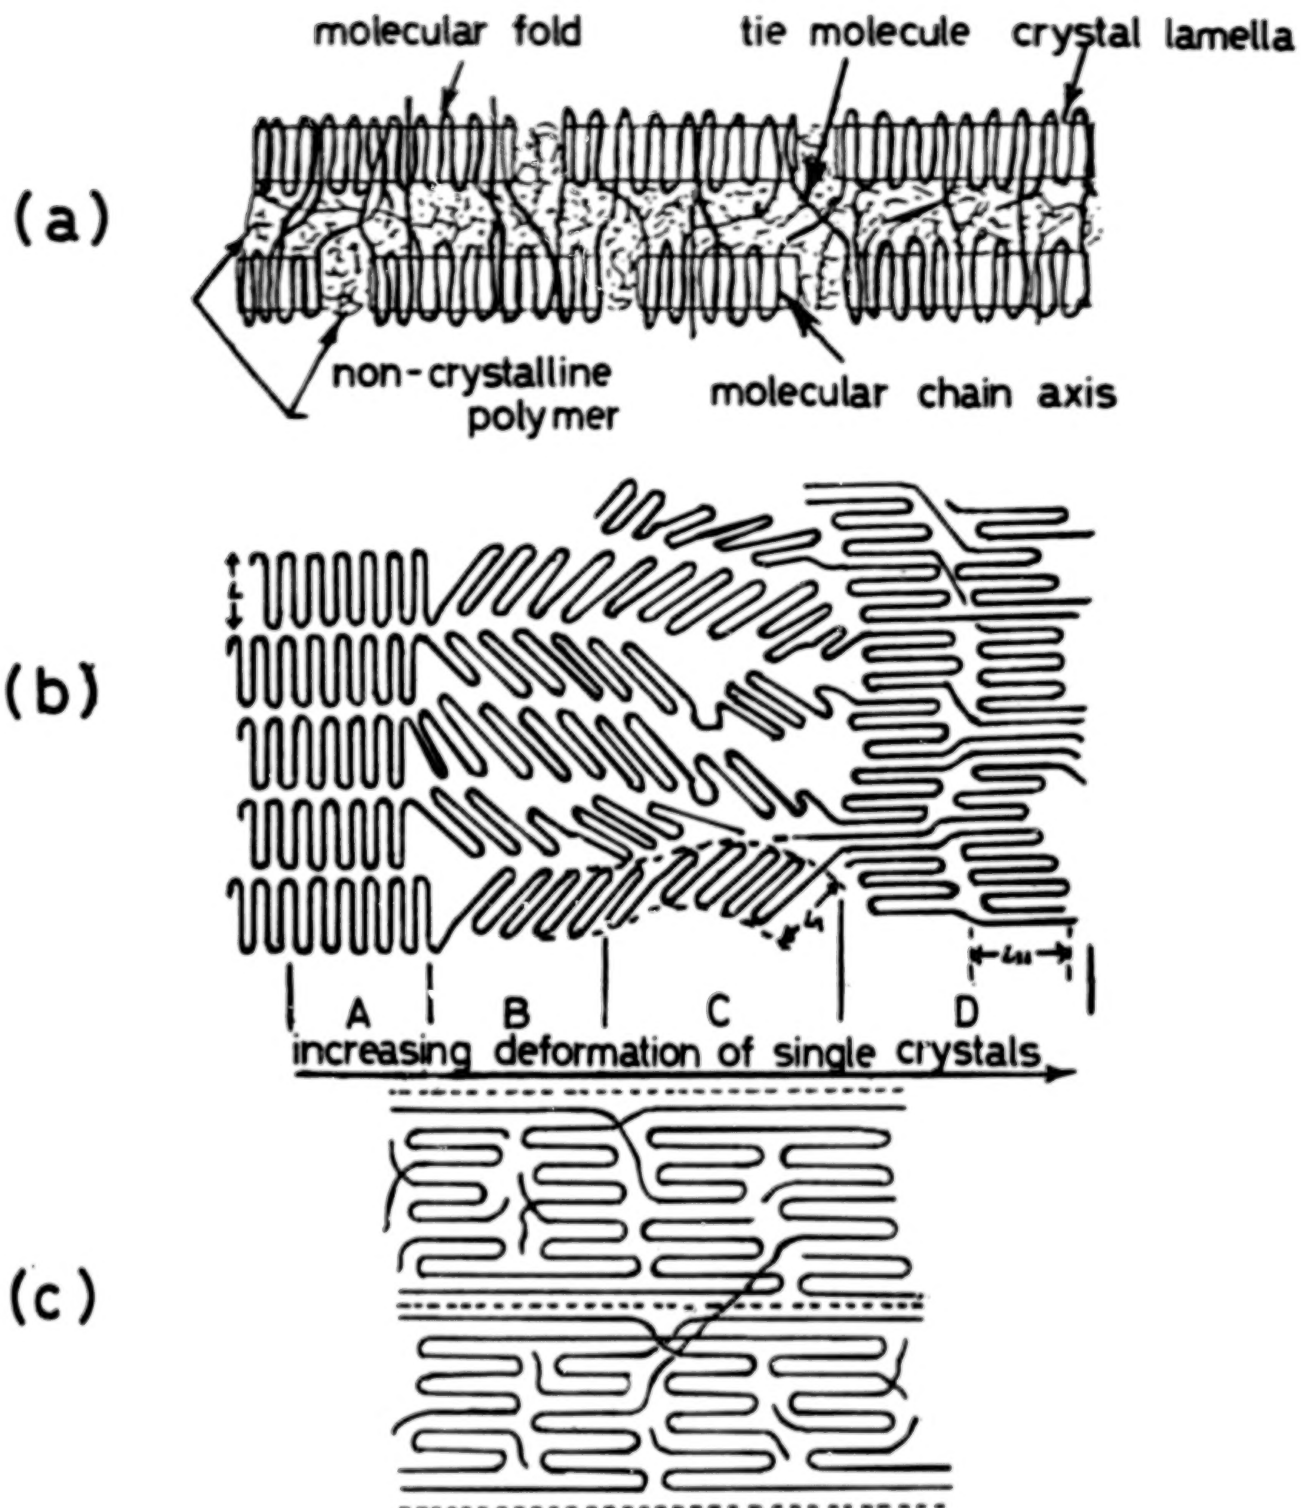 molecular fold
tie molecule
crystal lamella
(a)
non-crystalline
polymer
molecular chain axis
(b)
L
A
B
C
D
increasing deformation of single crystals
(c)